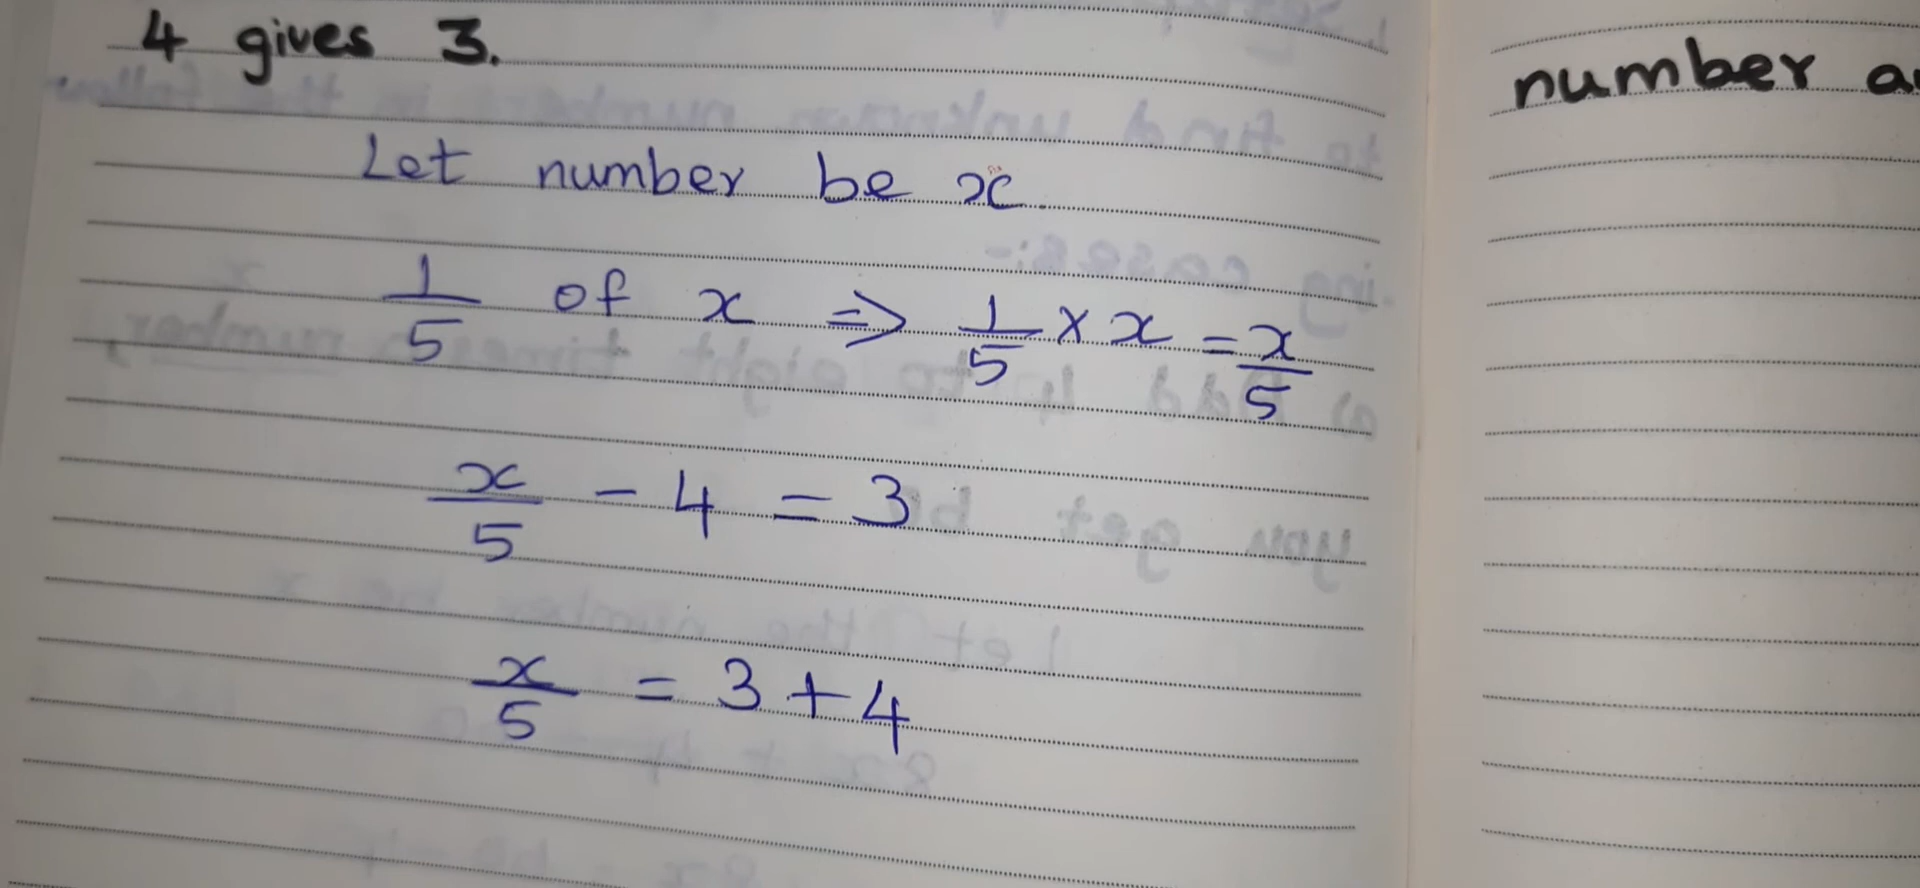 4 gives 3.
Let number be x.
1/5 of x ⇒ 1/5 × x = x/5
x/5 - 4 = 3
x/5 = 3 + 4
number